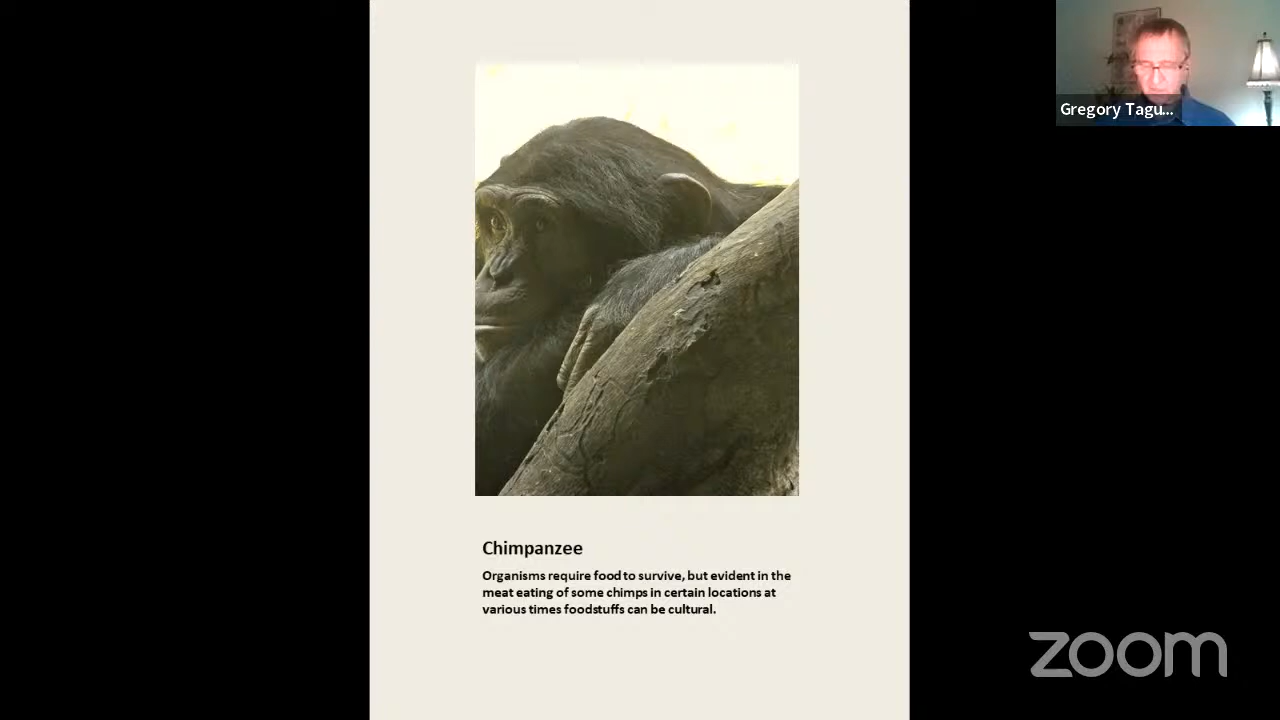 Gregory Tagu...
Chimpanzee
Organisms require food to survive, but evident in the
meat eating of some chimps in certain locations at
various times foodstuffs can be cultural.
zoom